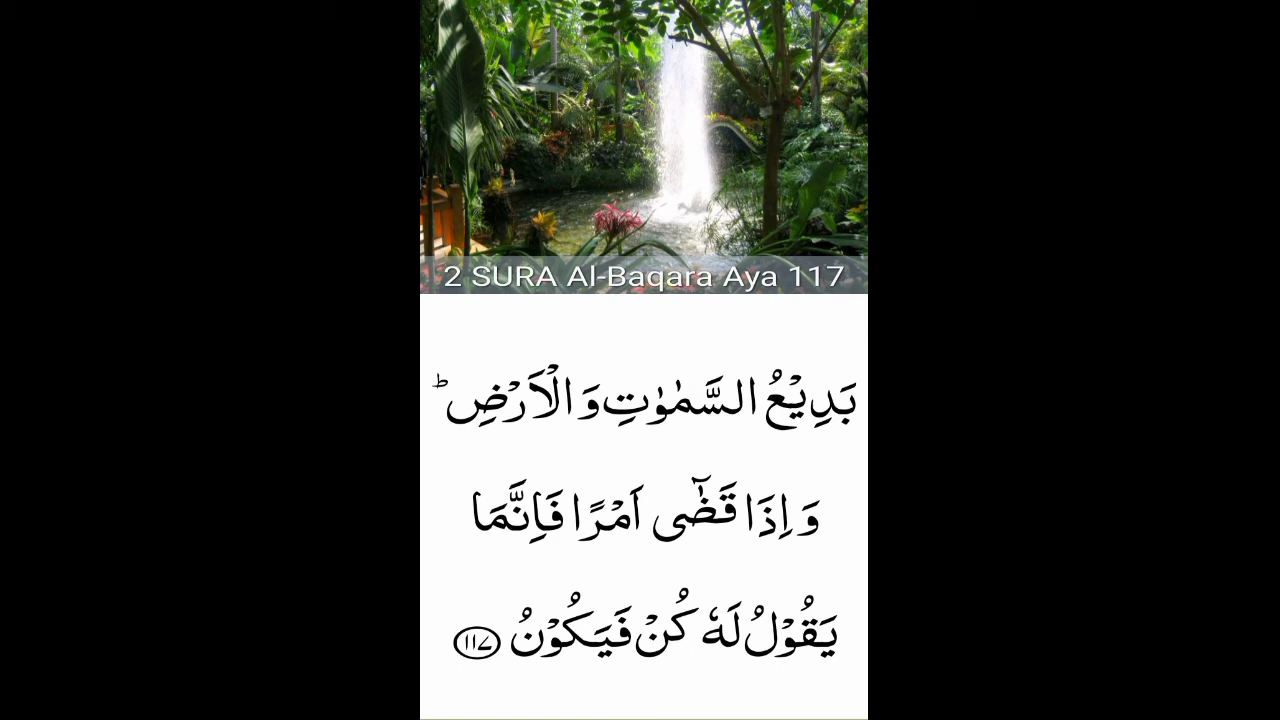 2 SURA Al-Baqara Aya 117
بَدِیْعُ السَّمٰوٰتِ وَ الْاَرْضِ ؕ
وَ اِذَا قَضٰۤی اَمْرًا فَاِنَّمَا
یَقُوْلُ لَهٗ كُنْ فَیَكُوْنُ ﴿۱۱۷﴾